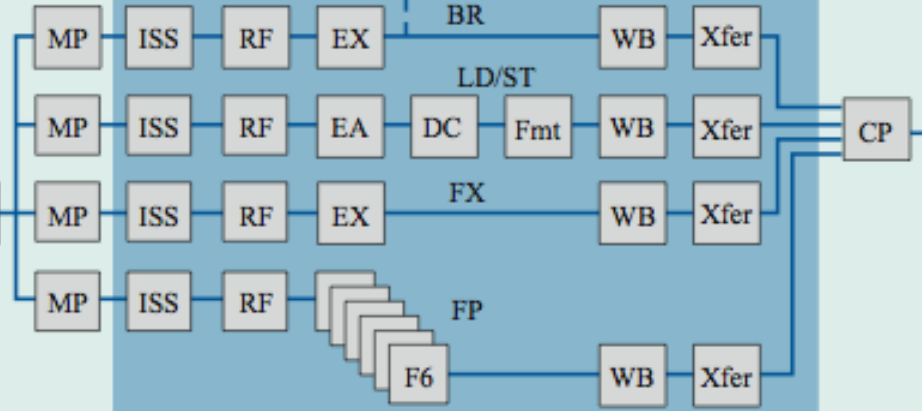 BR
MP ISS RF EX WB Xfer
LD/ST
MP ISS RF EA DC Fmt WB Xfer CP
FX
MP ISS RF EX WB Xfer
MP ISS RF FP
F6 WB Xfer